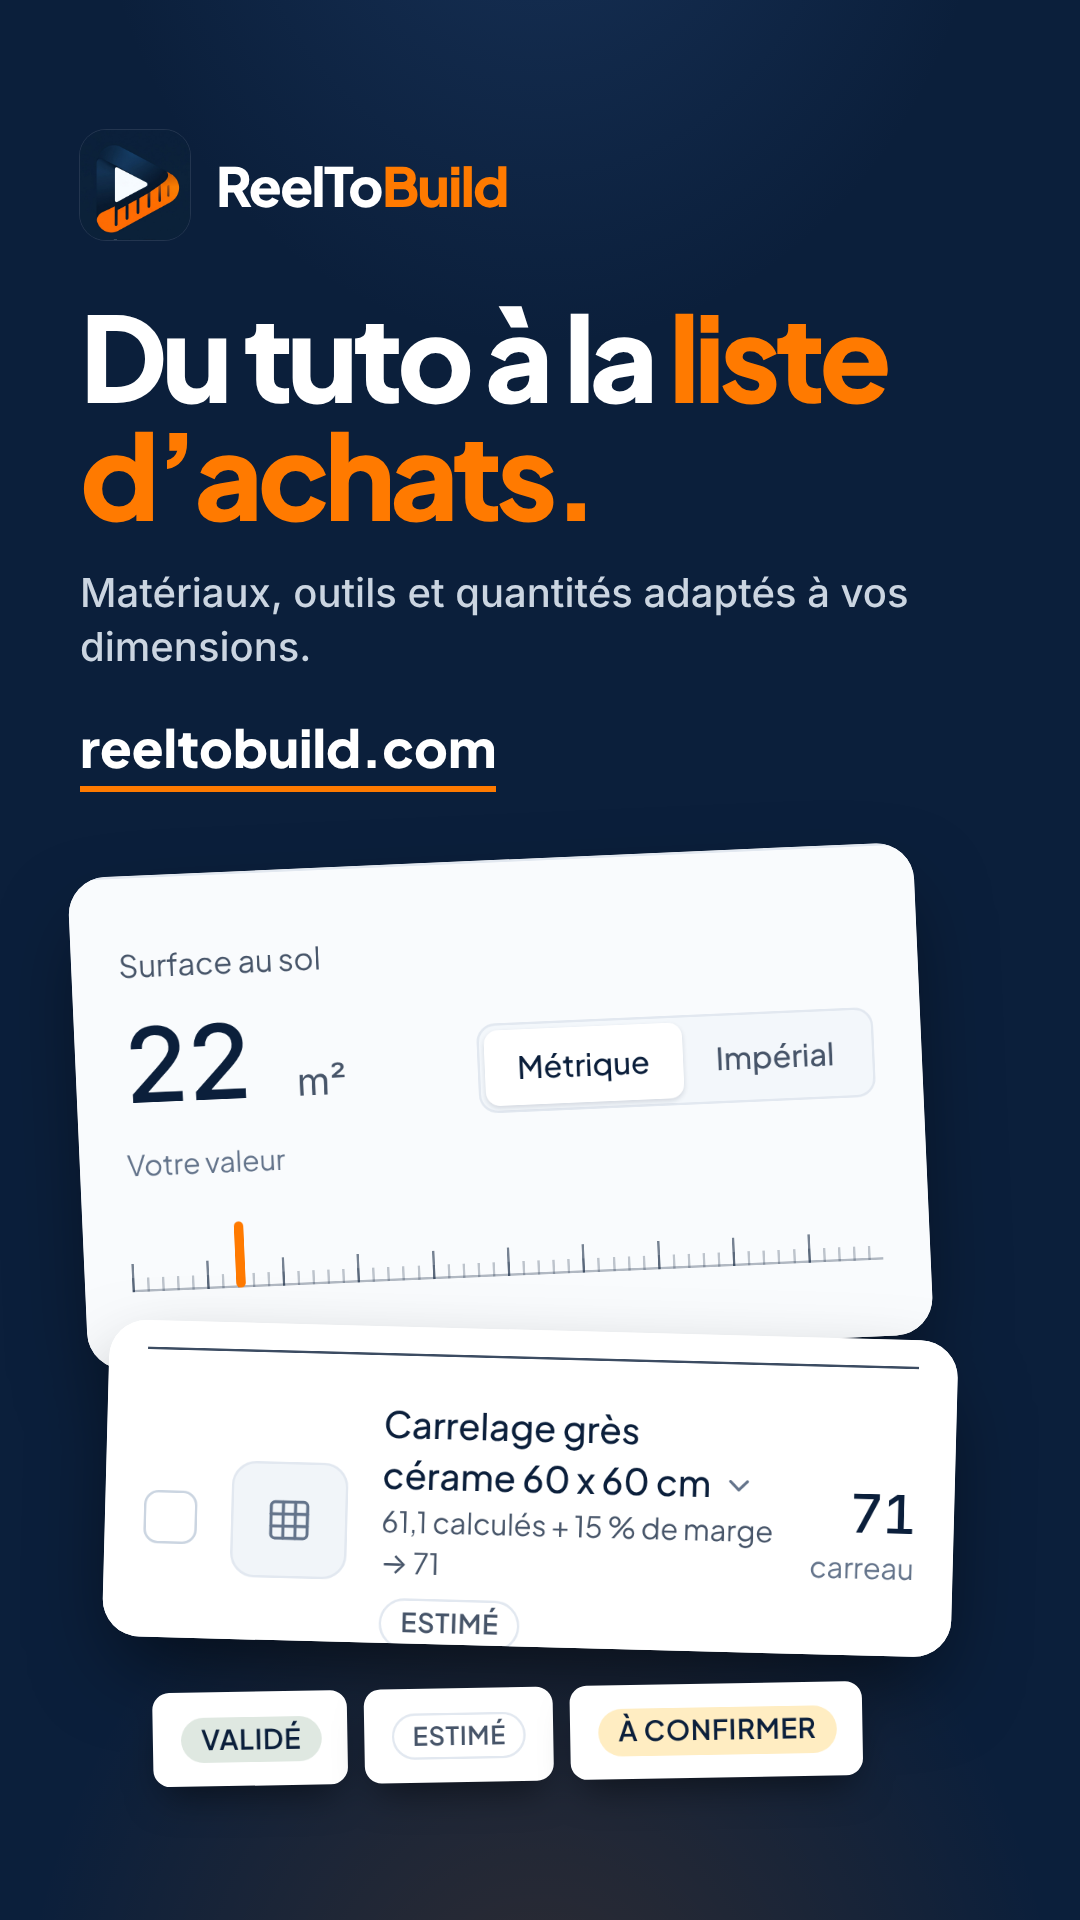 ReelToBuild
Du tuto à la liste
d’achats.
Matériaux, outils et quantités adaptés à vos
dimensions.
reeltobuild.com
Surface au sol
22 m²
Métrique Impérial
Votre valeur
Carrelage grès
cérame 60 x 60 cm
61,1 calculés + 15 % de marge
→ 71
71
carreau
ESTIMÉ
VALIDÉ ESTIMÉ À CONFIRMER